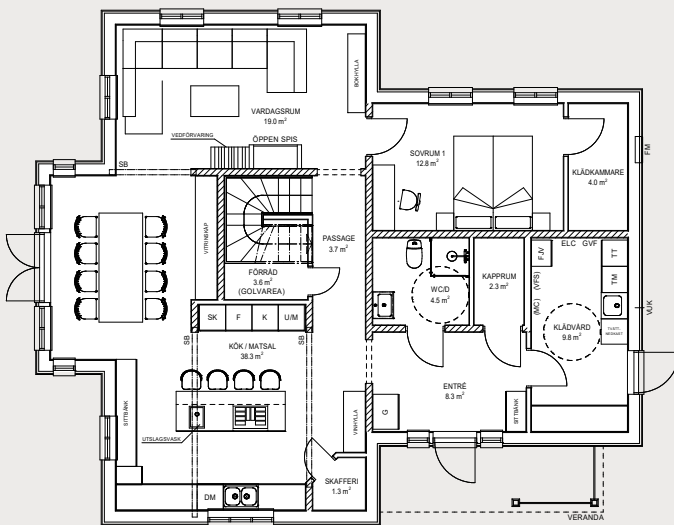 BOKHYLLA
VARDAGSRUM
19.0 m²
VEDFÖRVARING
ÖPPEN SPIS
SB
SOVRUM 1
12.8 m²
KLÄDKAMMARE
4.0 m²
FM
VITRINSKÅP
PASSAGE
3.7 m²
FÖRRÅD
3.6 m²
(GOLVAREA)
WC/D
4.5 m²
KAPPRUM
2.3 m²
FJV
ELC
GVF
TT
TM
(MC)
(VFS)
KLÄDVÅRD
9.8 m²
TVÄTT-
NEDKAST
VUK
SK
F
K
U/M
SB
SB
KÖK / MATSAL
38.3 m²
ENTRÉ
8.3 m²
SITTBÄNK
G
SITTBÄNK
VINHYLLA
UTSLAGSVASK
SKAFFERI
1.3 m²
DM
VERANDA